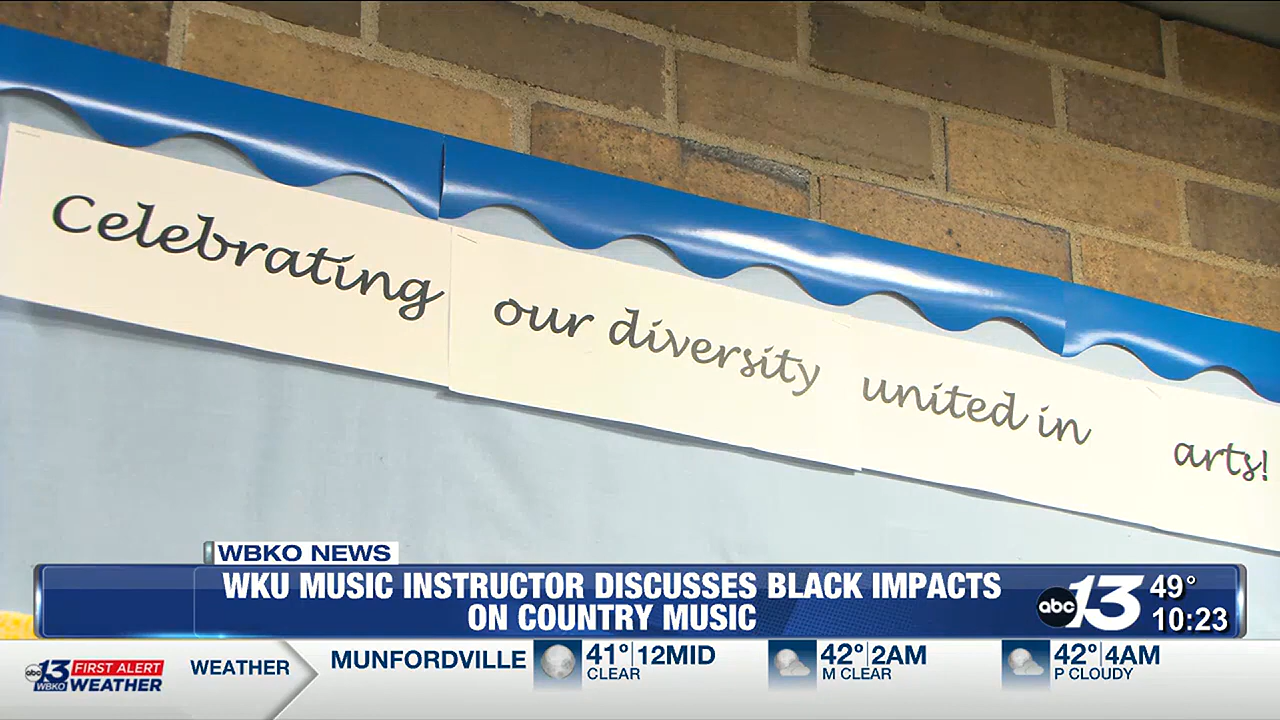 Celebrating our diversity united in arts!
WBKO NEWS
WKU MUSIC INSTRUCTOR DISCUSSES BLACK IMPACTS
ON COUNTRY MUSIC
abc 13
49°
10:23
abc 13 WBKO FIRST ALERT WEATHER
WEATHER
MUNFORDVILLE
41° 12MID
CLEAR
42° 2AM
M CLEAR
42° 4AM
P CLOUDY